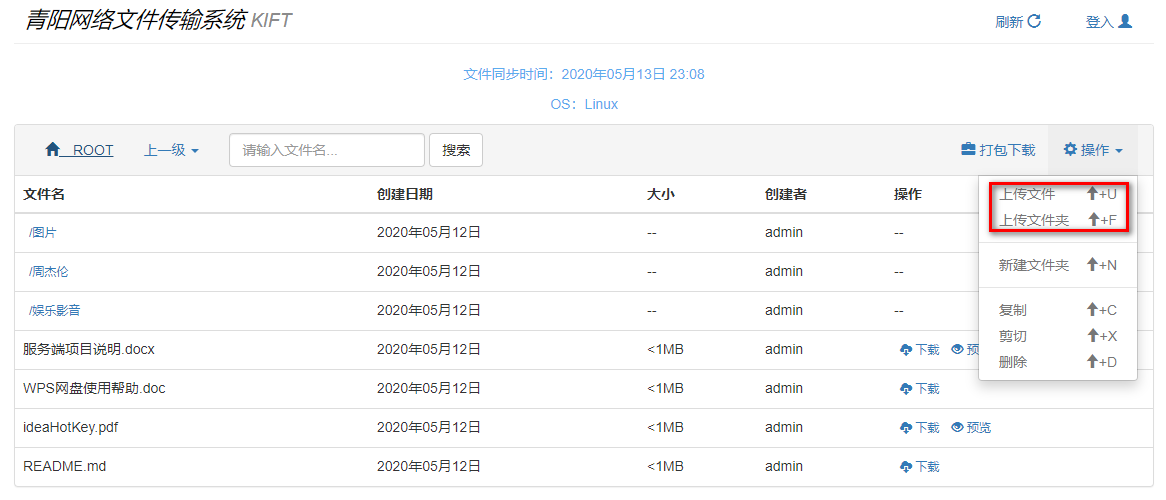 青阳网络文件传输系统 KIFT 刷新 登入
文件同步时间：2020年05月13日 23:08
OS：Linux
ROOT 上一级 请输入文件名... 搜索 打包下载 操作
文件名 创建日期 大小 创建者 操作
上传文件 +U
上传文件夹 +F
/图片 2020年05月12日 -- admin --
新建文件夹 +N
/周杰伦 2020年05月12日 -- admin --
/娱乐影音 2020年05月12日 -- admin --
复制 +C
剪切 +X
服务端项目说明.docx 2020年05月12日 <1MB admin 下载
删除 +D
WPS网盘使用帮助.doc 2020年05月12日 <1MB admin 下载
ideaHotKey.pdf 2020年05月12日 <1MB admin 下载 预览
README.md 2020年05月12日 <1MB admin 下载